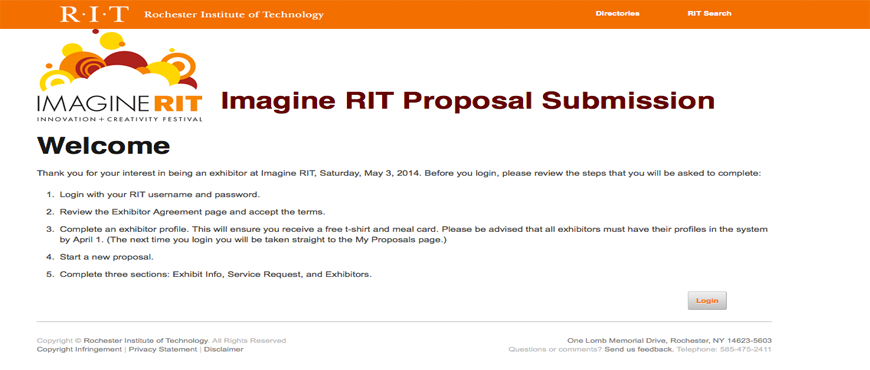 R·I·T Rochester Institute of Technology Directories RIT Search
IMAGINE RIT
INNOVATION + CREATIVITY FESTIVAL
Imagine RIT Proposal Submission
Welcome
Thank you for your interest in being an exhibitor at Imagine RIT, Saturday, May 3, 2014. Before you login, please review the steps that you will be asked to complete:
1. Login with your RIT username and password.
2. Review the Exhibitor Agreement page and accept the terms.
3. Complete an exhibitor profile. This will ensure you receive a free t-shirt and meal card. Please be advised that all exhibitors must have their profiles in the system
by April 1. (The next time you login you will be taken straight to the My Proposals page.)
4. Start a new proposal.
5. Complete three sections: Exhibit Info, Service Request, and Exhibitors.
Login
Copyright © Rochester Institute of Technology. All Rights Reserved
Copyright Infringement | Privacy Statement | Disclaimer
One Lomb Memorial Drive, Rochester, NY 14623-5603
Questions or comments? Send us feedback. Telephone: 585-475-2411